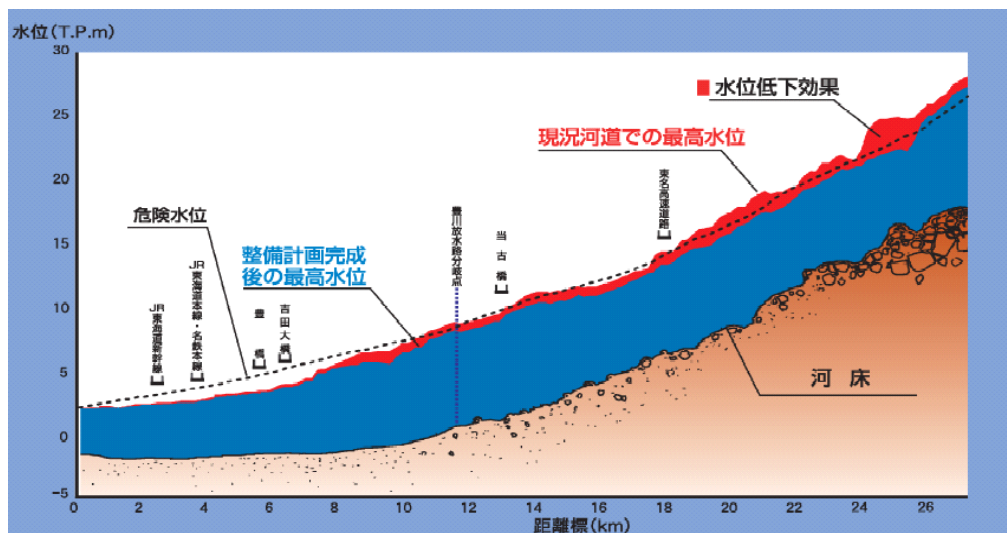 水位(T.P.m)
30
25
20
15
10
5
0
-5
水位低下効果
現況河道での最高水位
危険水位
整備計画完成
後の最高水位
JR東海道新幹線
JR東海道本線・名鉄本線
豊橋
吉田大橋
豊川放水路分岐点
当古橋
東名高速道路
河床
0 2 4 6 8 10 12 14 16 18 20 22 24 26
距離標(km)